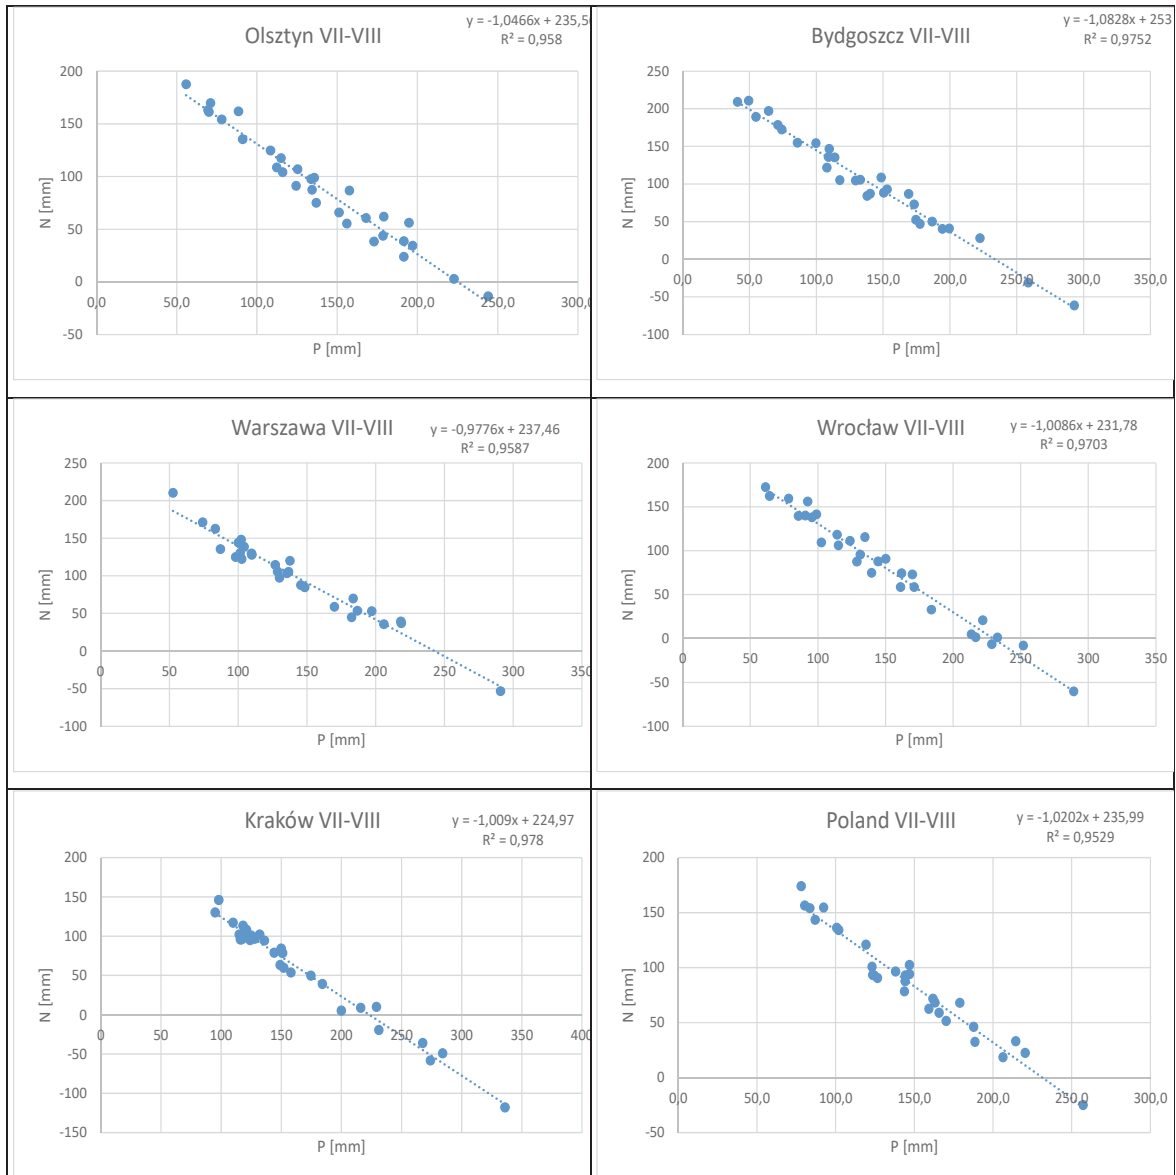 Olsztyn VII-VIII
y = -1,0466x + 235,5
R² = 0,958
N [mm]
200
150
100
50
0
-50
0,0 50,0 100,0 150,0 200,0 250,0 300,0
P [mm]
Bydgoszcz VII-VIII
y = -1,0828x + 253
R² = 0,9752
N [mm]
250
200
150
100
50
0
-50
-100
0,0 50,0 100,0 150,0 200,0 250,0 300,0 350
P [mm]
Warszawa VII-VIII
y = -0,9776x + 237,46
R² = 0,9587
N [mm]
250
200
150
100
50
0
-50
-100
0 50 100 150 200 250 300 350
P [mm]
Wrocław VII-VIII
y = -1,0086x + 231,78
R² = 0,9703
N [mm]
200
150
100
50
0
-50
-100
0 50 100 150 200 250 300 350
P [mm]
Kraków VII-VIII
y = -1,009x + 224,97
R² = 0,978
N [mm]
200
150
100
50
0
-50
-100
-150
0 50 100 150 200 250 300 350 400
P [mm]
Poland VII-VIII
y = -1,0202x + 235,99
R² = 0,9529
N [mm]
200
150
100
50
0
-50
0,0 50,0 100,0 150,0 200,0 250,0 300,0
P [mm]